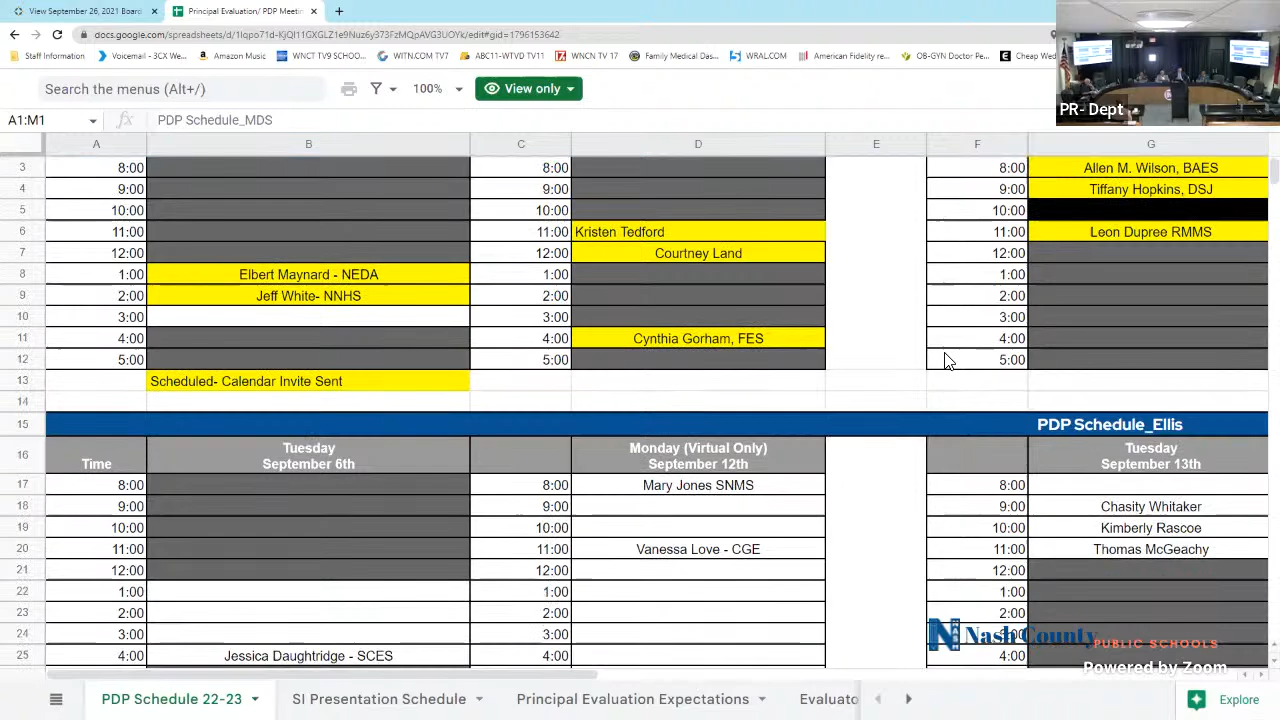 View September 26, 2021 Board
Principal Evaluation/ PDP Meetin
Staff Information
Voicemail - 3CX We
Amazon Music
WNCT TV9 SCHOOL
WITN.COM TV7
ABC11-WTVD TV11
WNCN TV 17
Family Medical Das...
WRAL.COM
American Fidelity re...
OB-GYN Doctor Pe...
Cheap Wed
PR- Dept
Search the menus (Alt+/)
100%
View only
A1:M1
fx
PDP Schedule_MDS
A B C D E F G
3 8:00 8:00 8:00 Allen M. Wilson, BAES
4 9:00 9:00 9:00 Tiffany Hopkins, DSJ
5 10:00 10:00 10:00
6 11:00 11:00 Kristen Tedford 11:00 Leon Dupree RMMS
7 12:00 12:00 Courtney Land 12:00
8 1:00 Elbert Maynard - NEDA 1:00 1:00
9 2:00 Jeff White- NNHS 2:00 2:00
10 3:00 3:00 3:00
11 4:00 4:00 Cynthia Gorham, FES 4:00
12 5:00 5:00 5:00
13 Scheduled- Calendar Invite Sent
14
15 PDP Schedule_Ellis
Tuesday Monday (Virtual Only) Tuesday
16 Time September 6th September 12th September 13th
17 8:00 8:00 Mary Jones SNMS 8:00
18 9:00 9:00 9:00 Chasity Whitaker
19 10:00 10:00 10:00 Kimberly Rascoe
20 11:00 11:00 Vanessa Love - CGE 11:00 Thomas McGeachy
21 12:00 12:00 12:00
22 1:00 1:00 1:00
23 2:00 2:00 2:00
24 3:00 3:00 3:00
25 4:00 Jessica Daughtridge - SCES 4:00 4:00
Nash County
PUBLIC SCHOOLS
Powered by Zoom
PDP Schedule 22-23
SI Presentation Schedule
Principal Evaluation Expectations
Evaluato
Explore